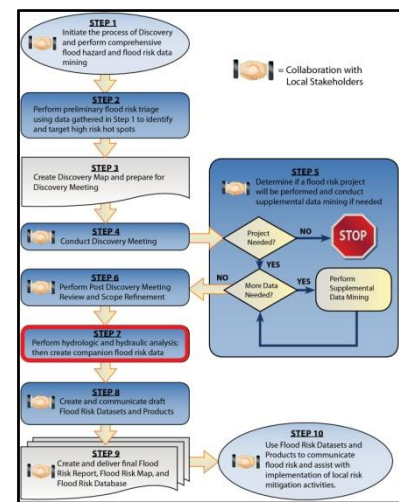 STEP 1
Initiate the process of Discovery
and perform comprehensive
flood hazard and flood risk data
mining
= Collaboration with
Local Stakeholders
STEP 2
Perform preliminary flood risk triage
using data gathered in Step 1 to identify
and target high risk hot spots
STEP 3
Create Discovery Map and prepare for
Discovery Meeting
STEP 4
Conduct Discovery Meeting
STEP 5
Determine if a flood risk project
will be performed and conduct
supplemental data mining if needed
Project
Needed?
NO
STOP
YES
More Data
Needed?
YES
Perform
Supplemental
Data Mining
NO
STEP 6
Perform Post Discovery Meeting
Review and Scope Refinement
STEP 7
Perform hydrologic and hydraulic analysis;
then create companion flood risk data
STEP 8
Create and communicate draft
Flood Risk Datasets and Products
STEP 9
Create and deliver final Flood
Risk Report, Flood Risk Map, and
Flood Risk Database
STEP 10
Use Flood Risk Datasets and
Products to communicate
flood risk and assist with
implementation of local risk
mitigation activities.